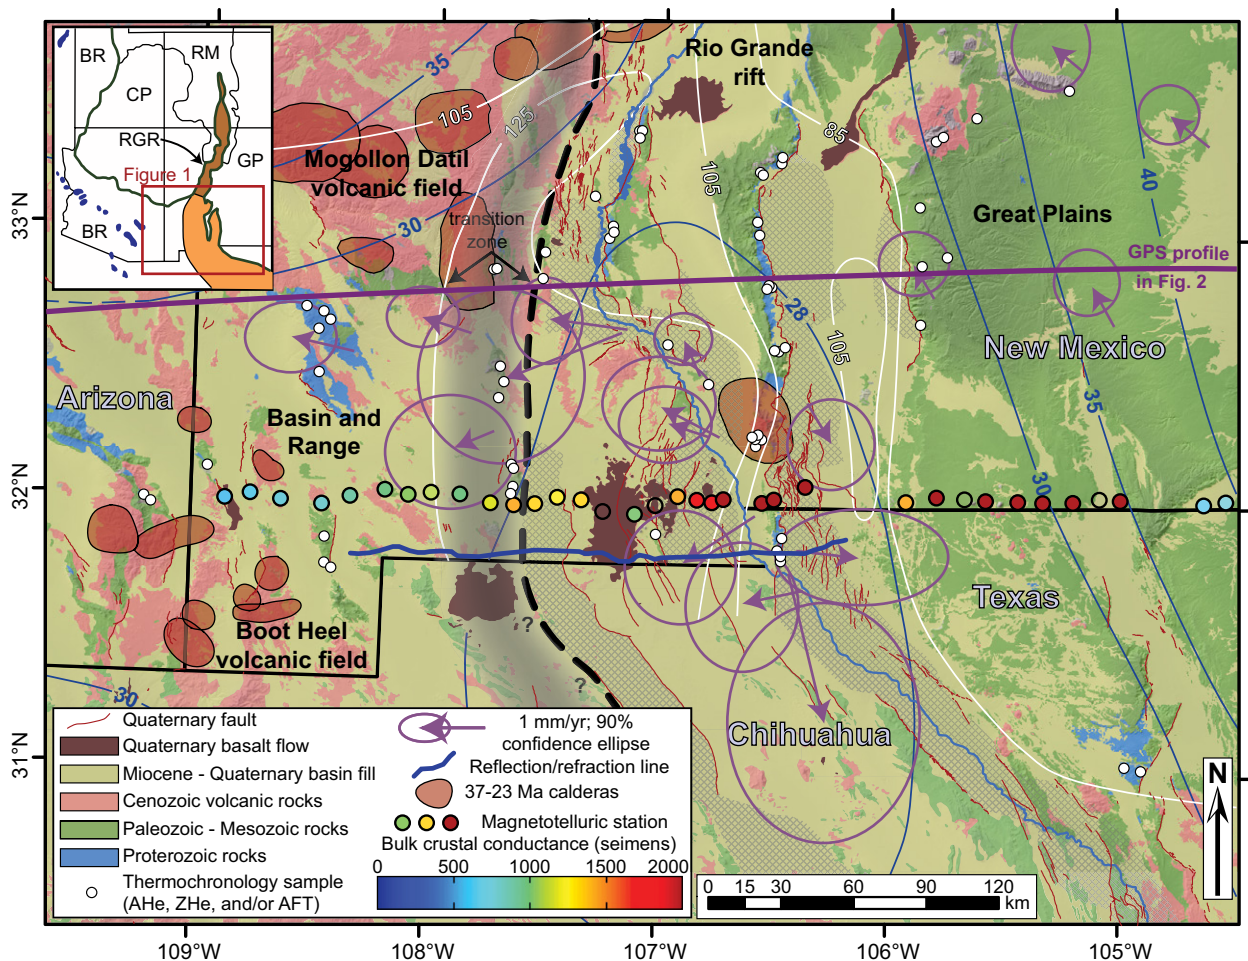 BR
RM
CP
RGR
GP
Figure 1
BR
35
105
125
Rio Grande
rift
85
105
40
Mogollon Datil
volcanic field
30
transition
zone
Great Plains
GPS profile
in Fig. 2
28
105
New Mexico
35
Arizona
Basin and
Range
30
Texas
Boot Heel
volcanic field
?
?
30
Chihuahua
33°N
32°N
31°N
Quaternary fault
Quaternary basalt flow
Miocene - Quaternary basin fill
Cenozoic volcanic rocks
Paleozoic - Mesozoic rocks
Proterozoic rocks
Thermochronology sample
(AHe, ZHe, and/or AFT)
1 mm/yr; 90%
confidence ellipse
Reflection/refraction line
37-23 Ma calderas
Magnetotelluric station
Bulk crustal conductance (seimens)
0 500 1000 1500 2000
N
0 15 30 60 90 120
km
109°W 108°W 107°W 106°W 105°W